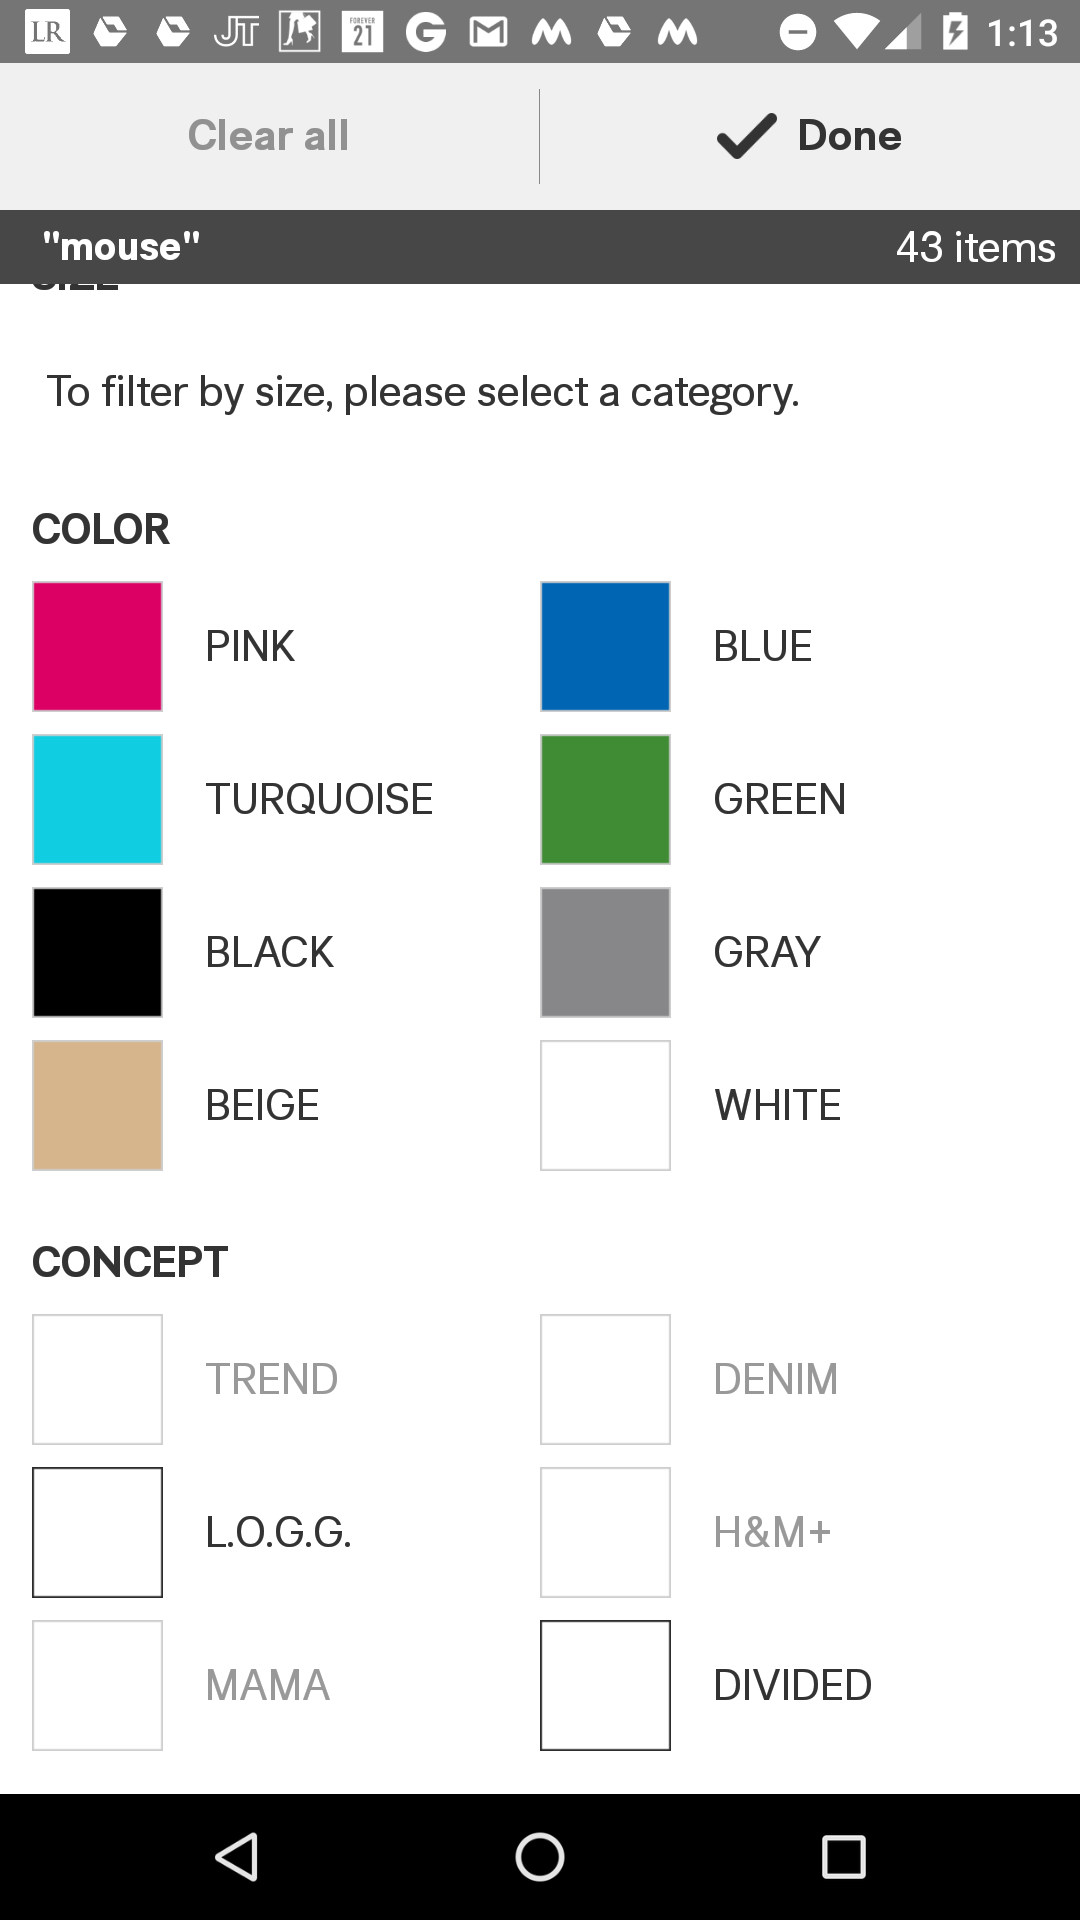 LR JT FOREVER 21 G M 1:13
Clear all Done
"mouse" 43 items
SIZE
To filter by size, please select a category.
COLOR
PINK BLUE
TURQUOISE GREEN
BLACK GRAY
BEIGE WHITE
CONCEPT
TREND DENIM
L.O.G.G. H&M+
MAMA DIVIDED